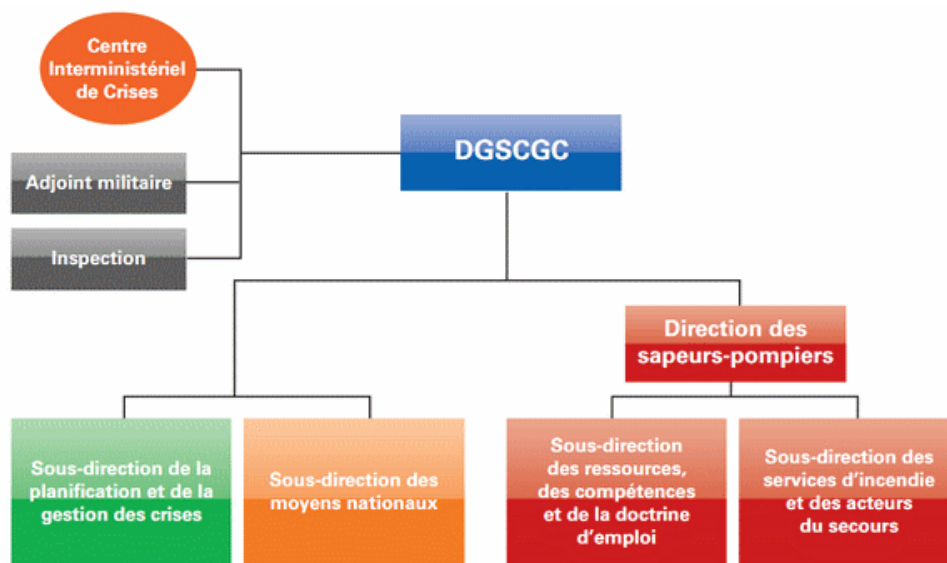 Centre
Interministériel
de Crises
DGSCGC
Adjoint militaire
Inspection
Direction des
sapeurs-pompiers
Sous-direction de la
planification et de la
gestion des crises
Sous-direction des
moyens nationaux
Sous-direction
des ressources,
des compétences
et de la doctrine
d'emploi
Sous-direction des
services d'incendie
et des acteurs
du secours